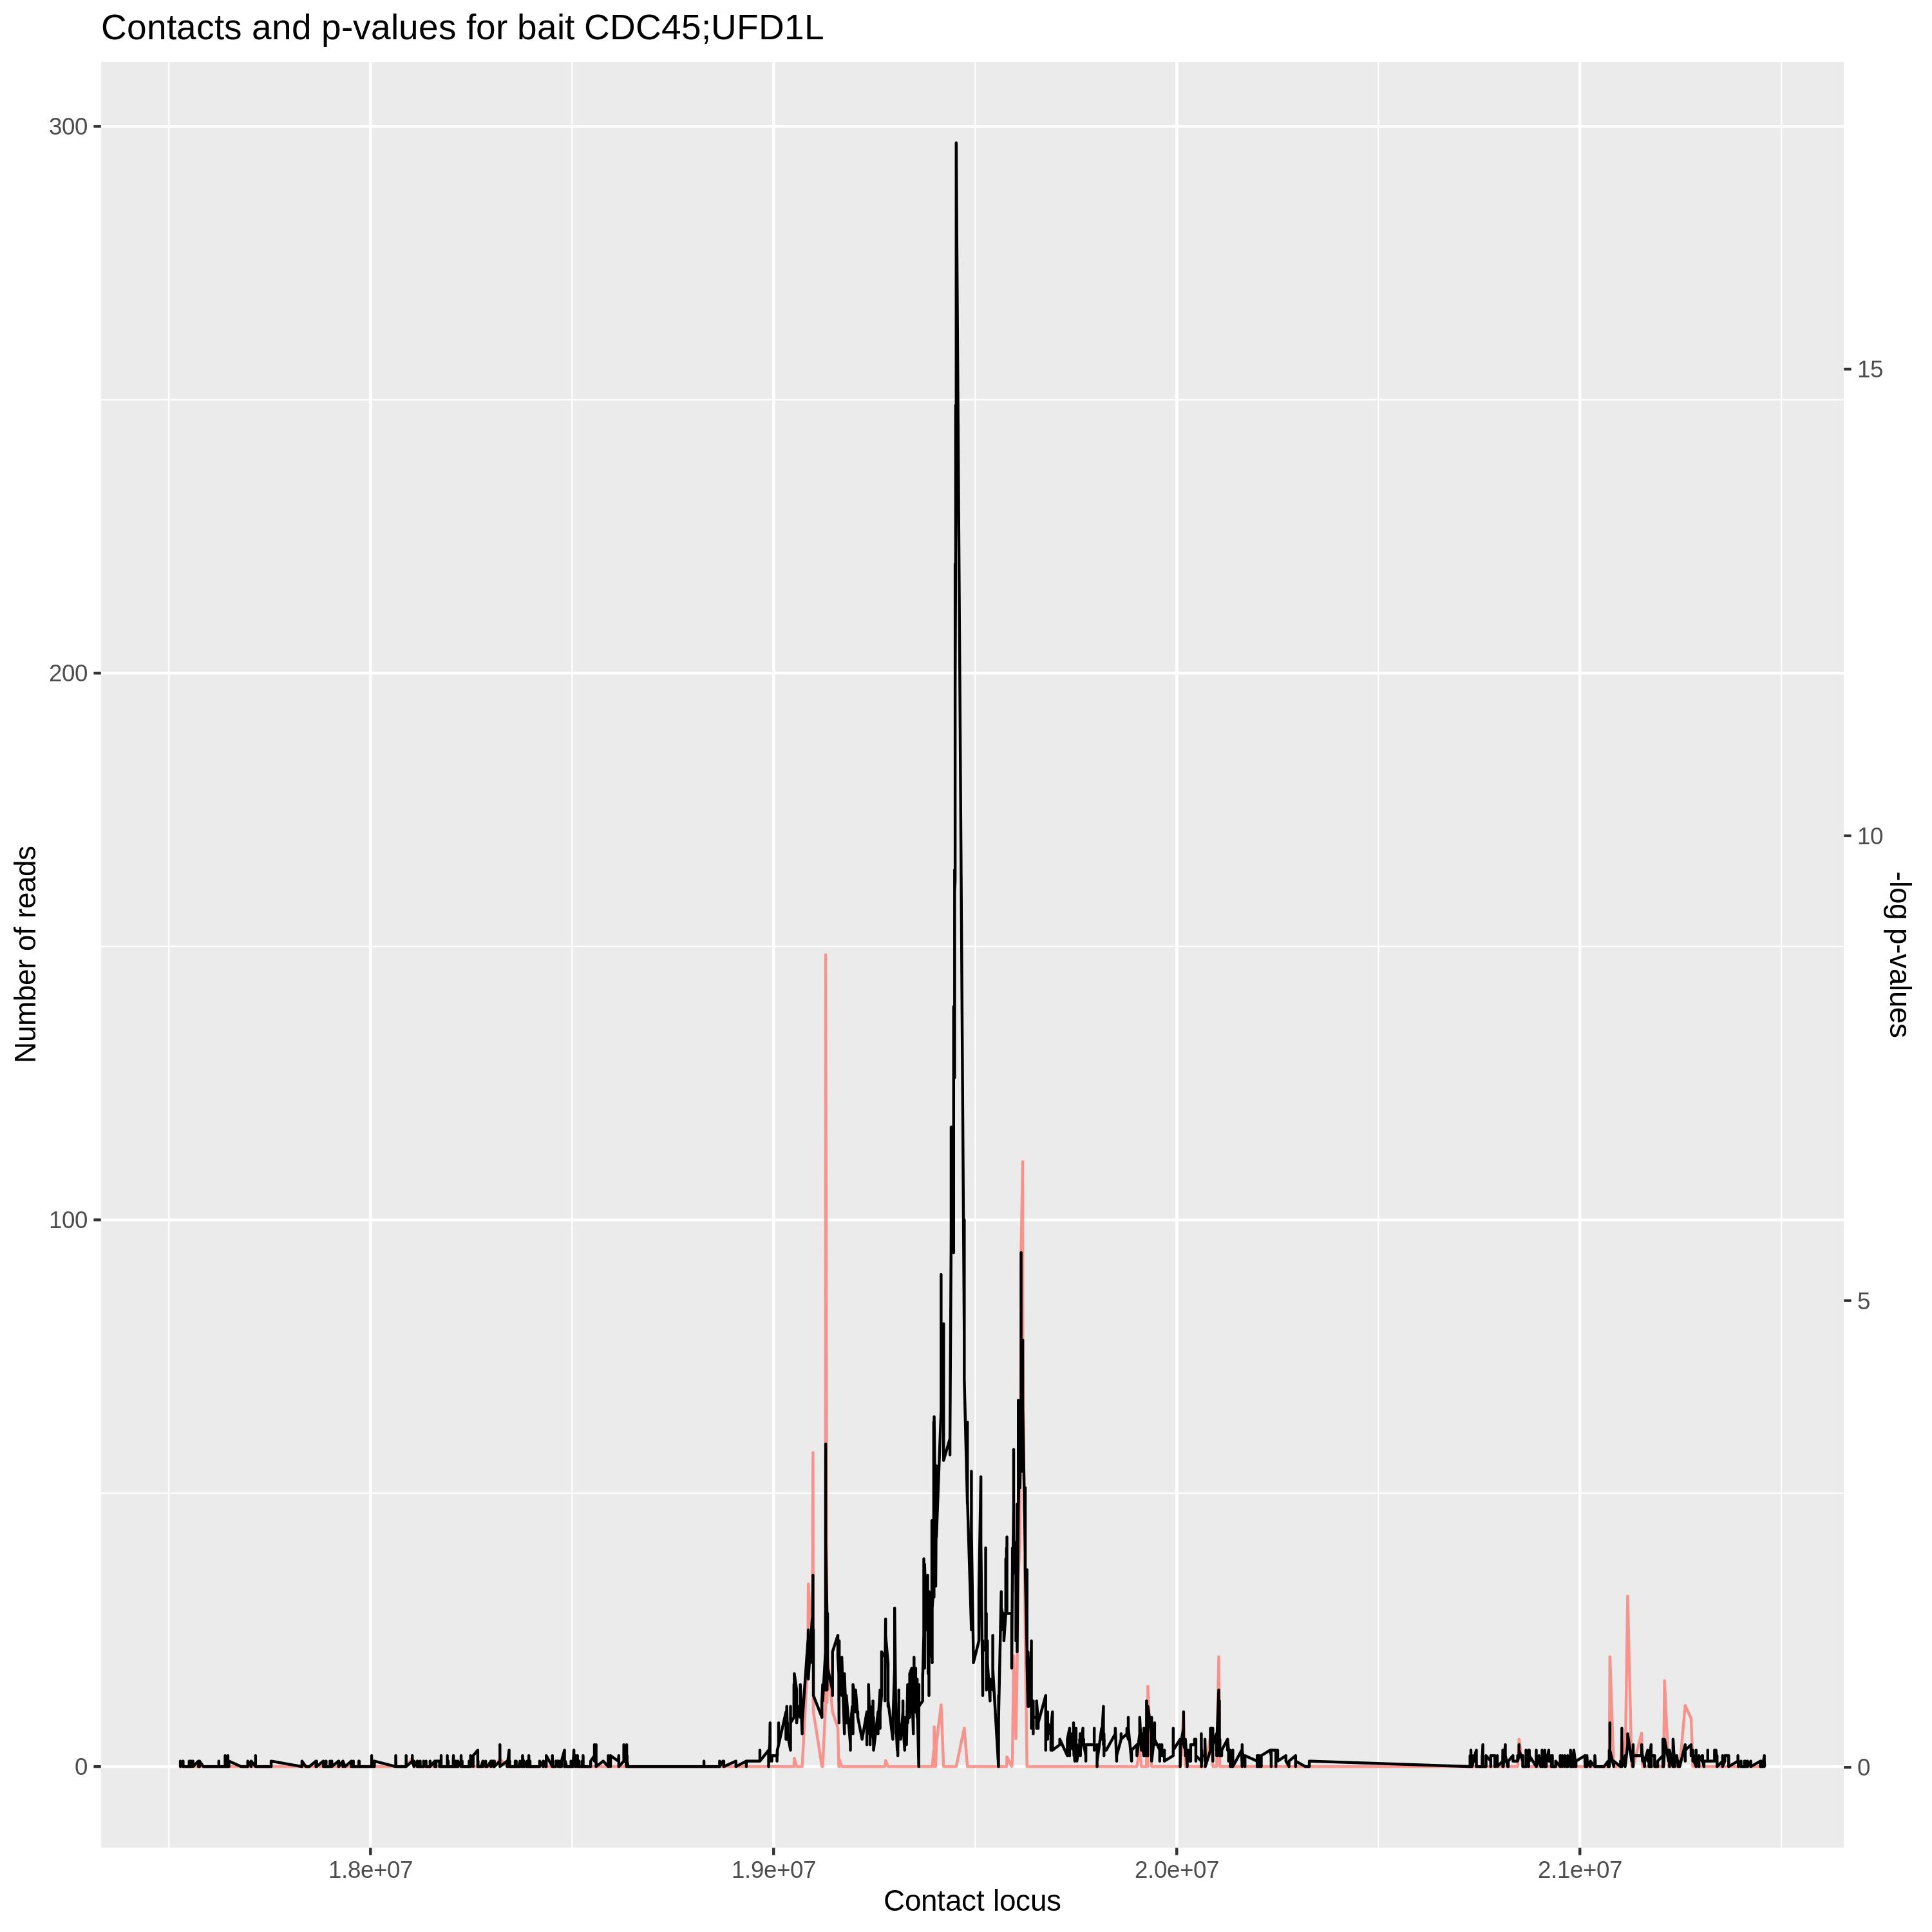 Contacts and p-values for bait CDC45;UFD1L
300
200
100
0
Number of reads
15
10
5
0
-log p-values
1.8e+07
1.9e+07
2.0e+07
2.1e+07
Contact locus